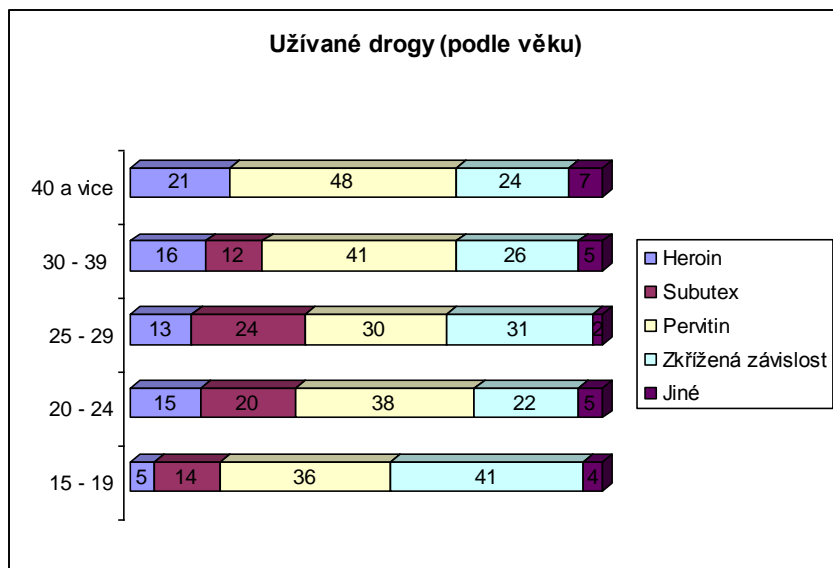 Užívané drogy (podle věku)
40 a vice
21 48 24 7
30 - 39
16 12 41 26 5
25 - 29
13 24 30 31 2
20 - 24
15 20 38 22 5
15 - 19
5 14 36 41 4
Heroin
Subutex
Pervitin
Zkřížená závislost
Jiné